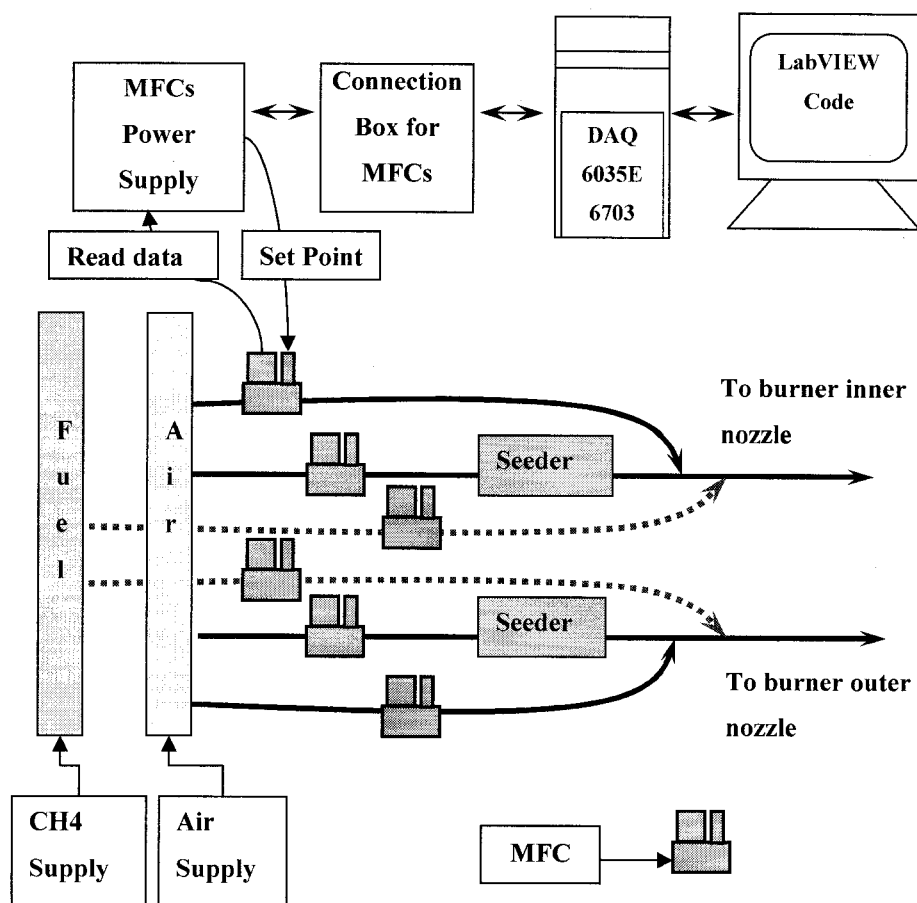 MFCs
Power
Supply
Connection
Box for
MFCs
DAQ
6035E
6703
LabVIEW
Code
Read data
Set Point
F
u
e
l
A
i
r
To burner inner
nozzle
Seeder
Seeder
To burner outer
nozzle
CH4
Supply
Air
Supply
MFC